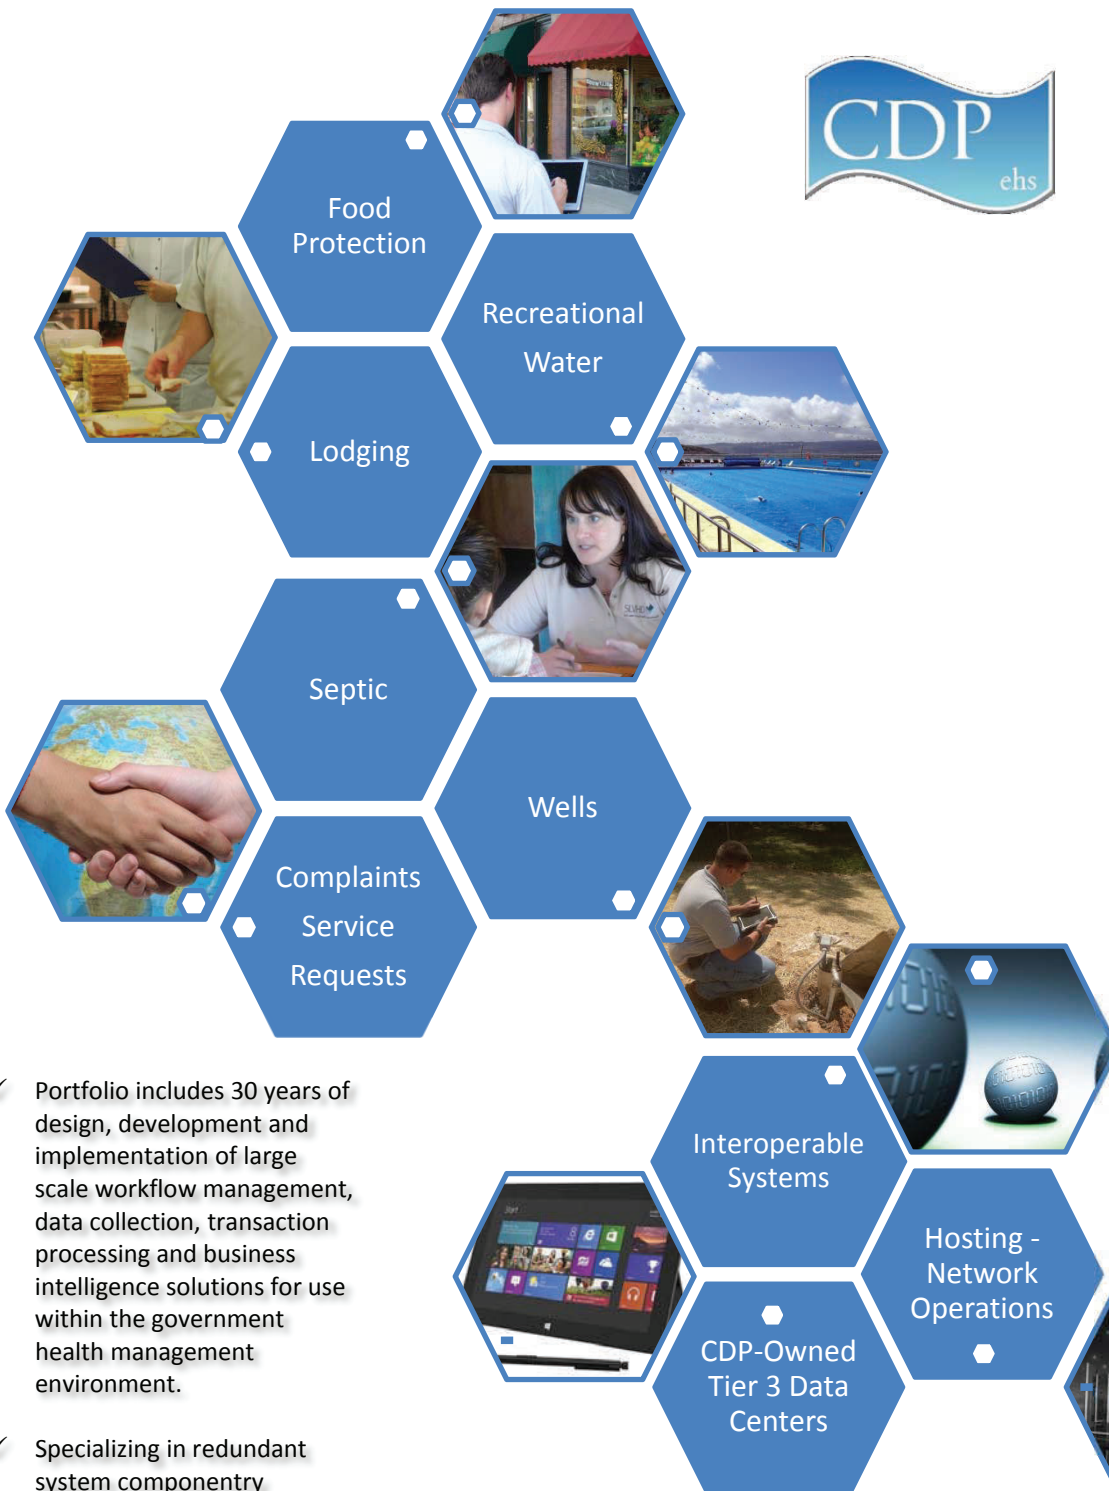 CDP
ehs
Food
Protection
Recreational
Water
Lodging
SLVHD
Septic
Wells
Complaints
Service
Requests
✓ Portfolio includes 30 years of
design, development and
implementation of large
scale workflow management,
data collection, transaction
processing and business
intelligence solutions for use
within the government
health management
environment.
✓ Specializing in redundant
system componentry
Interoperable
Systems
Hosting -
Network
Operations
Start
CDP-Owned
Tier 3 Data
Centers